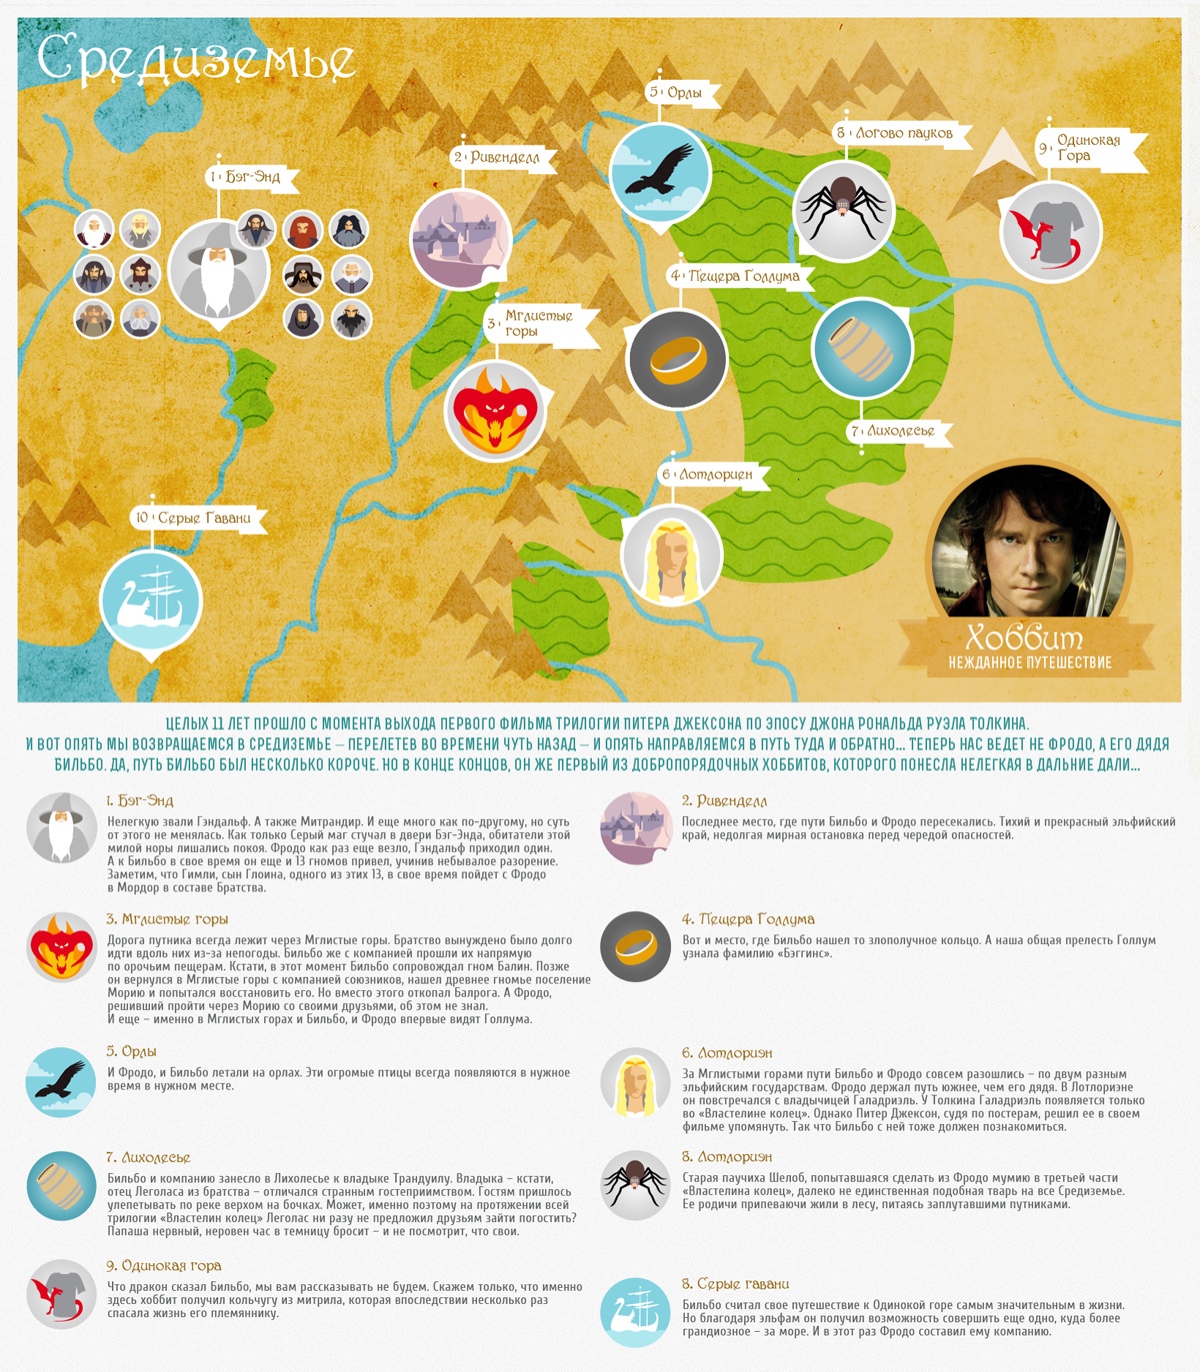 Средиземье
5 Орлы
8 Логово пауков
9 Одинокая
Гора
2 Ривенделл
1 Бэг-Энд
4 Пещера Голлума
3 Мглистые
горы
7 Лихолесье
6 Лотлориен
10 Серые Гавани
Хоббит
НЕЖДАННОЕ ПУТЕШЕСТВИЕ
ЦЕЛЫХ 11 ЛЕТ ПРОШЛО С МОМЕНТА ВЫХОДА ПЕРВОГО ФИЛЬМА ТРИЛОГИИ ПИТЕРА ДЖЕКСОНА ПО ЭПОСУ ДЖОНА РОНАЛЬДА РУЭЛА ТОЛКИНА.
И ВОТ ОПЯТЬ МЫ ВОЗВРАЩАЕМСЯ В СРЕДИЗЕМЬЕ – ПЕРЕЛЕТЕВ ВО ВРЕМЕНИ ЧУТЬ НАЗАД – И ОПЯТЬ НАПРАВЛЯЕМСЯ В ПУТЬ ТУДА И ОБРАТНО... ТЕПЕРЬ НАС ВЕДЕТ НЕ ФРОДО, А ЕГО ДЯДЯ
БИЛЬБО. ДА, ПУТЬ БИЛЬБО БЫЛ НЕСКОЛЬКО КОРОЧЕ. НО В КОНЦЕ КОНЦОВ, ОН ЖЕ ПЕРВЫЙ ИЗ ДОБРОПОРЯДОЧНЫХ ХОББИТОВ, КОТОРОГО ПОНЕСЛА НЕЛЕГКАЯ В ДАЛЬНИЕ ДАЛИ...
1. Бэг-Энд
Нелегкую звали Гэндальф. А также Митрандир. И еще много как по-другому, но суть
от этого не менялась. Как только Серый маг стучал в двери Бэг-Энда, обитатели этой
милой норы лишались покоя. Фродо как раз еще везло, Гэндальф приходил один.
А к Бильбо в свое время он еще и 13 гномов привел, учинив небывалое разорение.
Заметим, что Гимли, сын Глоина, одного из этих 13, в свое время пойдет с Фродо
в Мордор в составе Братства.
2. Ривенделл
Последнее место, где пути Бильбо и Фродо пересекались. Тихий и прекрасный эльфийский
край, недолгая мирная остановка перед чередой опасностей.
3. Мглистые горы
Дорога путника всегда лежит через Мглистые горы. Братство вынуждено было долго
идти вдоль них из-за непогоды. Бильбо же с компанией прошли их напрямую
по орочьим пещерам. Кстати, в этот момент Бильбо сопровождал гном Балин. Позже
он вернулся в Мглистые горы с компанией союзников, нашел древнее гномье поселение
Морию и попытался восстановить его. Но вместо этого откопал Балрога. А Фродо,
решивший пройти через Морию со своими друзьями, об этом не знал.
И еще – именно в Мглистых горах и Бильбо, и Фродо впервые видят Голлума.
4. Пещера Голлума
Вот и место, где Бильбо нашел то злополучное кольцо. А наша общая прелесть Голлум
узнала фамилию «Бэггинс».
5. Орлы
И Фродо, и Бильбо летали на орлах. Эти огромные птицы всегда появляются в нужное
время в нужном месте.
6. Лотлориэн
За Мглистыми горами пути Бильбо и Фродо совсем разошлись – по двум разным
эльфийским государствам. Фродо держал путь южнее, чем его дядя. В Лотлориэне
он повстречался с владычицей Галадриэль. У Толкина Галадриэль появляется только
во «Властелине колец». Однако Питер Джексон, судя по постерам, решил ее в своем
фильме упомянуть. Так что Бильбо с ней тоже должен познакомиться.
7. Лихолесье
Бильбо и компанию занесло в Лихолесье к владыке Трандуилу. Владыка – кстати,
отец Леголаса из братства – отличался странным гостеприимством. Гостям пришлось
улепетывать по реке верхом на бочках. Может, именно поэтому на протяжении всей
трилогии «Властелин колец» Леголас ни разу не предложил друзьям зайти погостить?
Папаша нервный, неровен час в темницу бросит – и не посмотрит, что свои.
8. Лотлориэн
Старая паучиха Шелоб, попытавшаяся сделать из Фродо мумию в третьей части
«Властелина колец», далеко не единственная подобная тварь на все Средиземье.
Ее родичи припеваючи жили в лесу, питаясь заплутавшими путниками.
9. Одинокая гора
Что дракон сказал Бильбо, мы вам рассказывать не будем. Скажем только, что именно
здесь хоббит получил кольчугу из митрила, которая впоследствии несколько раз
спасала жизнь его племяннику.
8. Серые гавани
Бильбо считал свое путешествие к Одинокой горе самым значительным в жизни.
Но благодаря эльфам он получил возможность совершить еще одно, куда более
грандиозное – за море. И в этот раз Фродо составил ему компанию.